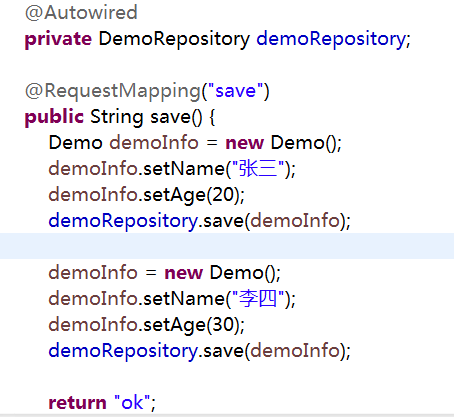 @Autowired
private DemoRepository demoRepository;
@RequestMapping("save")
public String save() {
Demo demoInfo = new Demo();
demoInfo.setName("张三");
demoInfo.setAge(20);
demoRepository.save(demoInfo);
demoInfo = new Demo();
demoInfo.setName("李四");
demoInfo.setAge(30);
demoRepository.save(demoInfo);
return "ok";